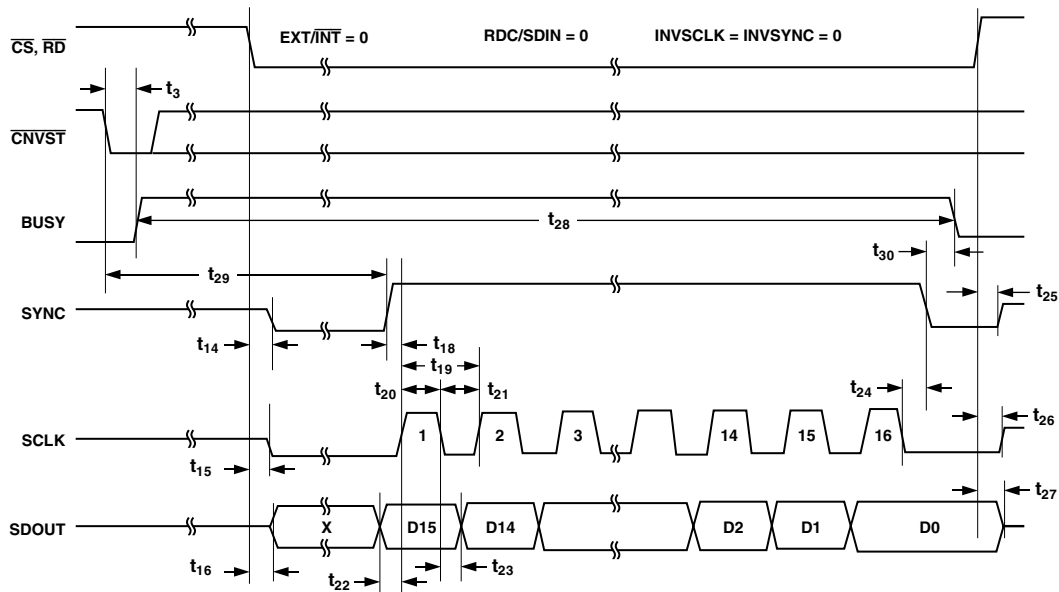 EXT/INT = 0 RDC/SDIN = 0 INVSCLK = INVSYNC = 0
CS, RD
t3
CNVST
BUSY
t28
t30
t29
t25
SYNC
t14
t18
t19
t20
t21
t24
t26
SCLK
1 2 3 14 15 16
t15
t27
SDOUT
X D15 D14 D2 D1 D0
t16
t22
t23